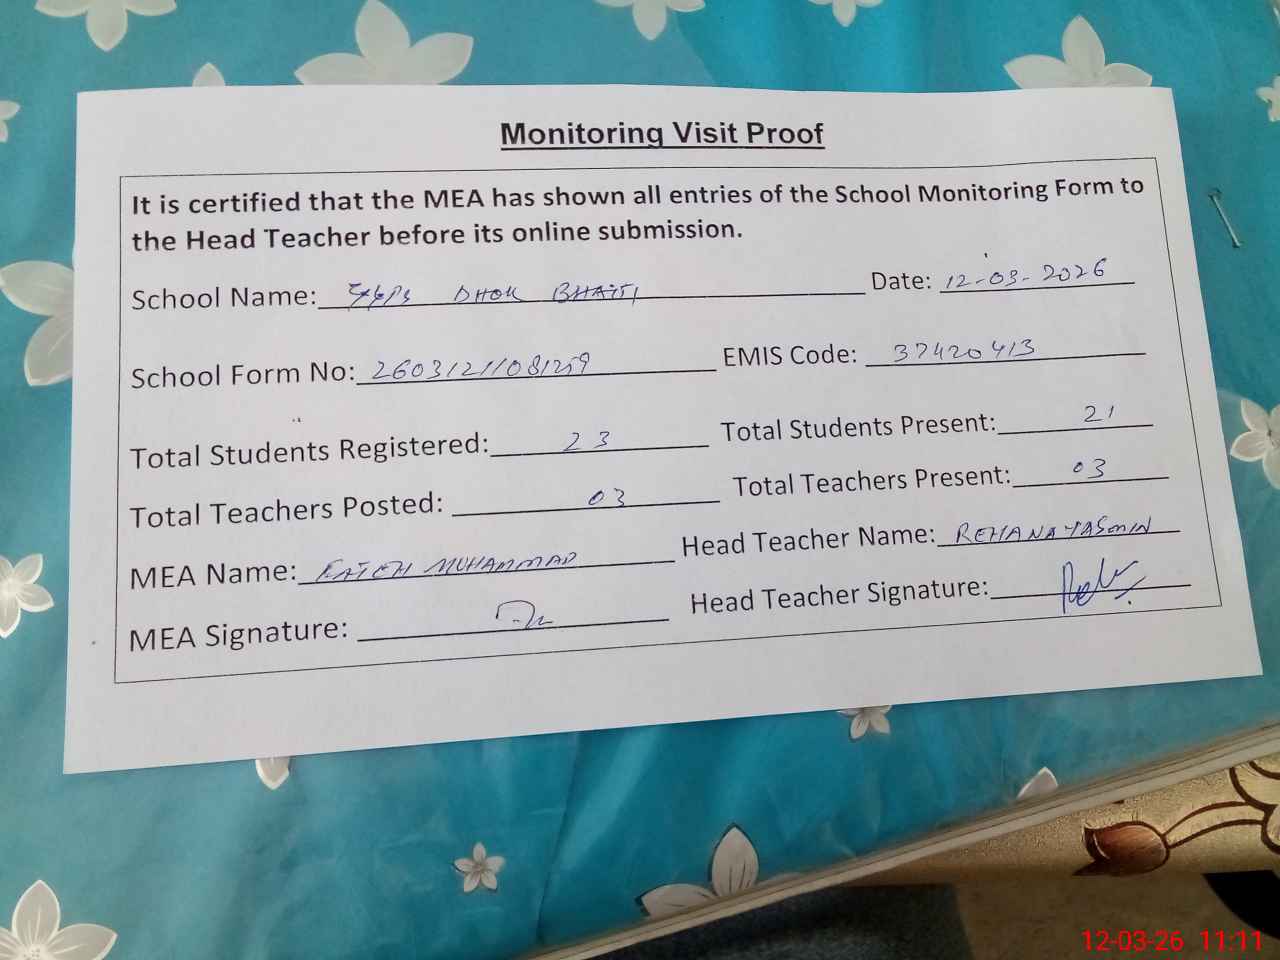 Monitoring Visit Proof
It is certified that the MEA has shown all entries of the School Monitoring Form to
the Head Teacher before its online submission.
School Name: DHOK BHATTI Date: 12-03-2026
School Form No: 26031211081259 EMIS Code: 37420413
Total Students Registered: 23 Total Students Present: 21
Total Teachers Posted: 03 Total Teachers Present: 03
MEA Name: FATEH MUHAMMAD Head Teacher Name: REHANA YASMIN
MEA Signature: Head Teacher Signature:
12-03-26 11:11